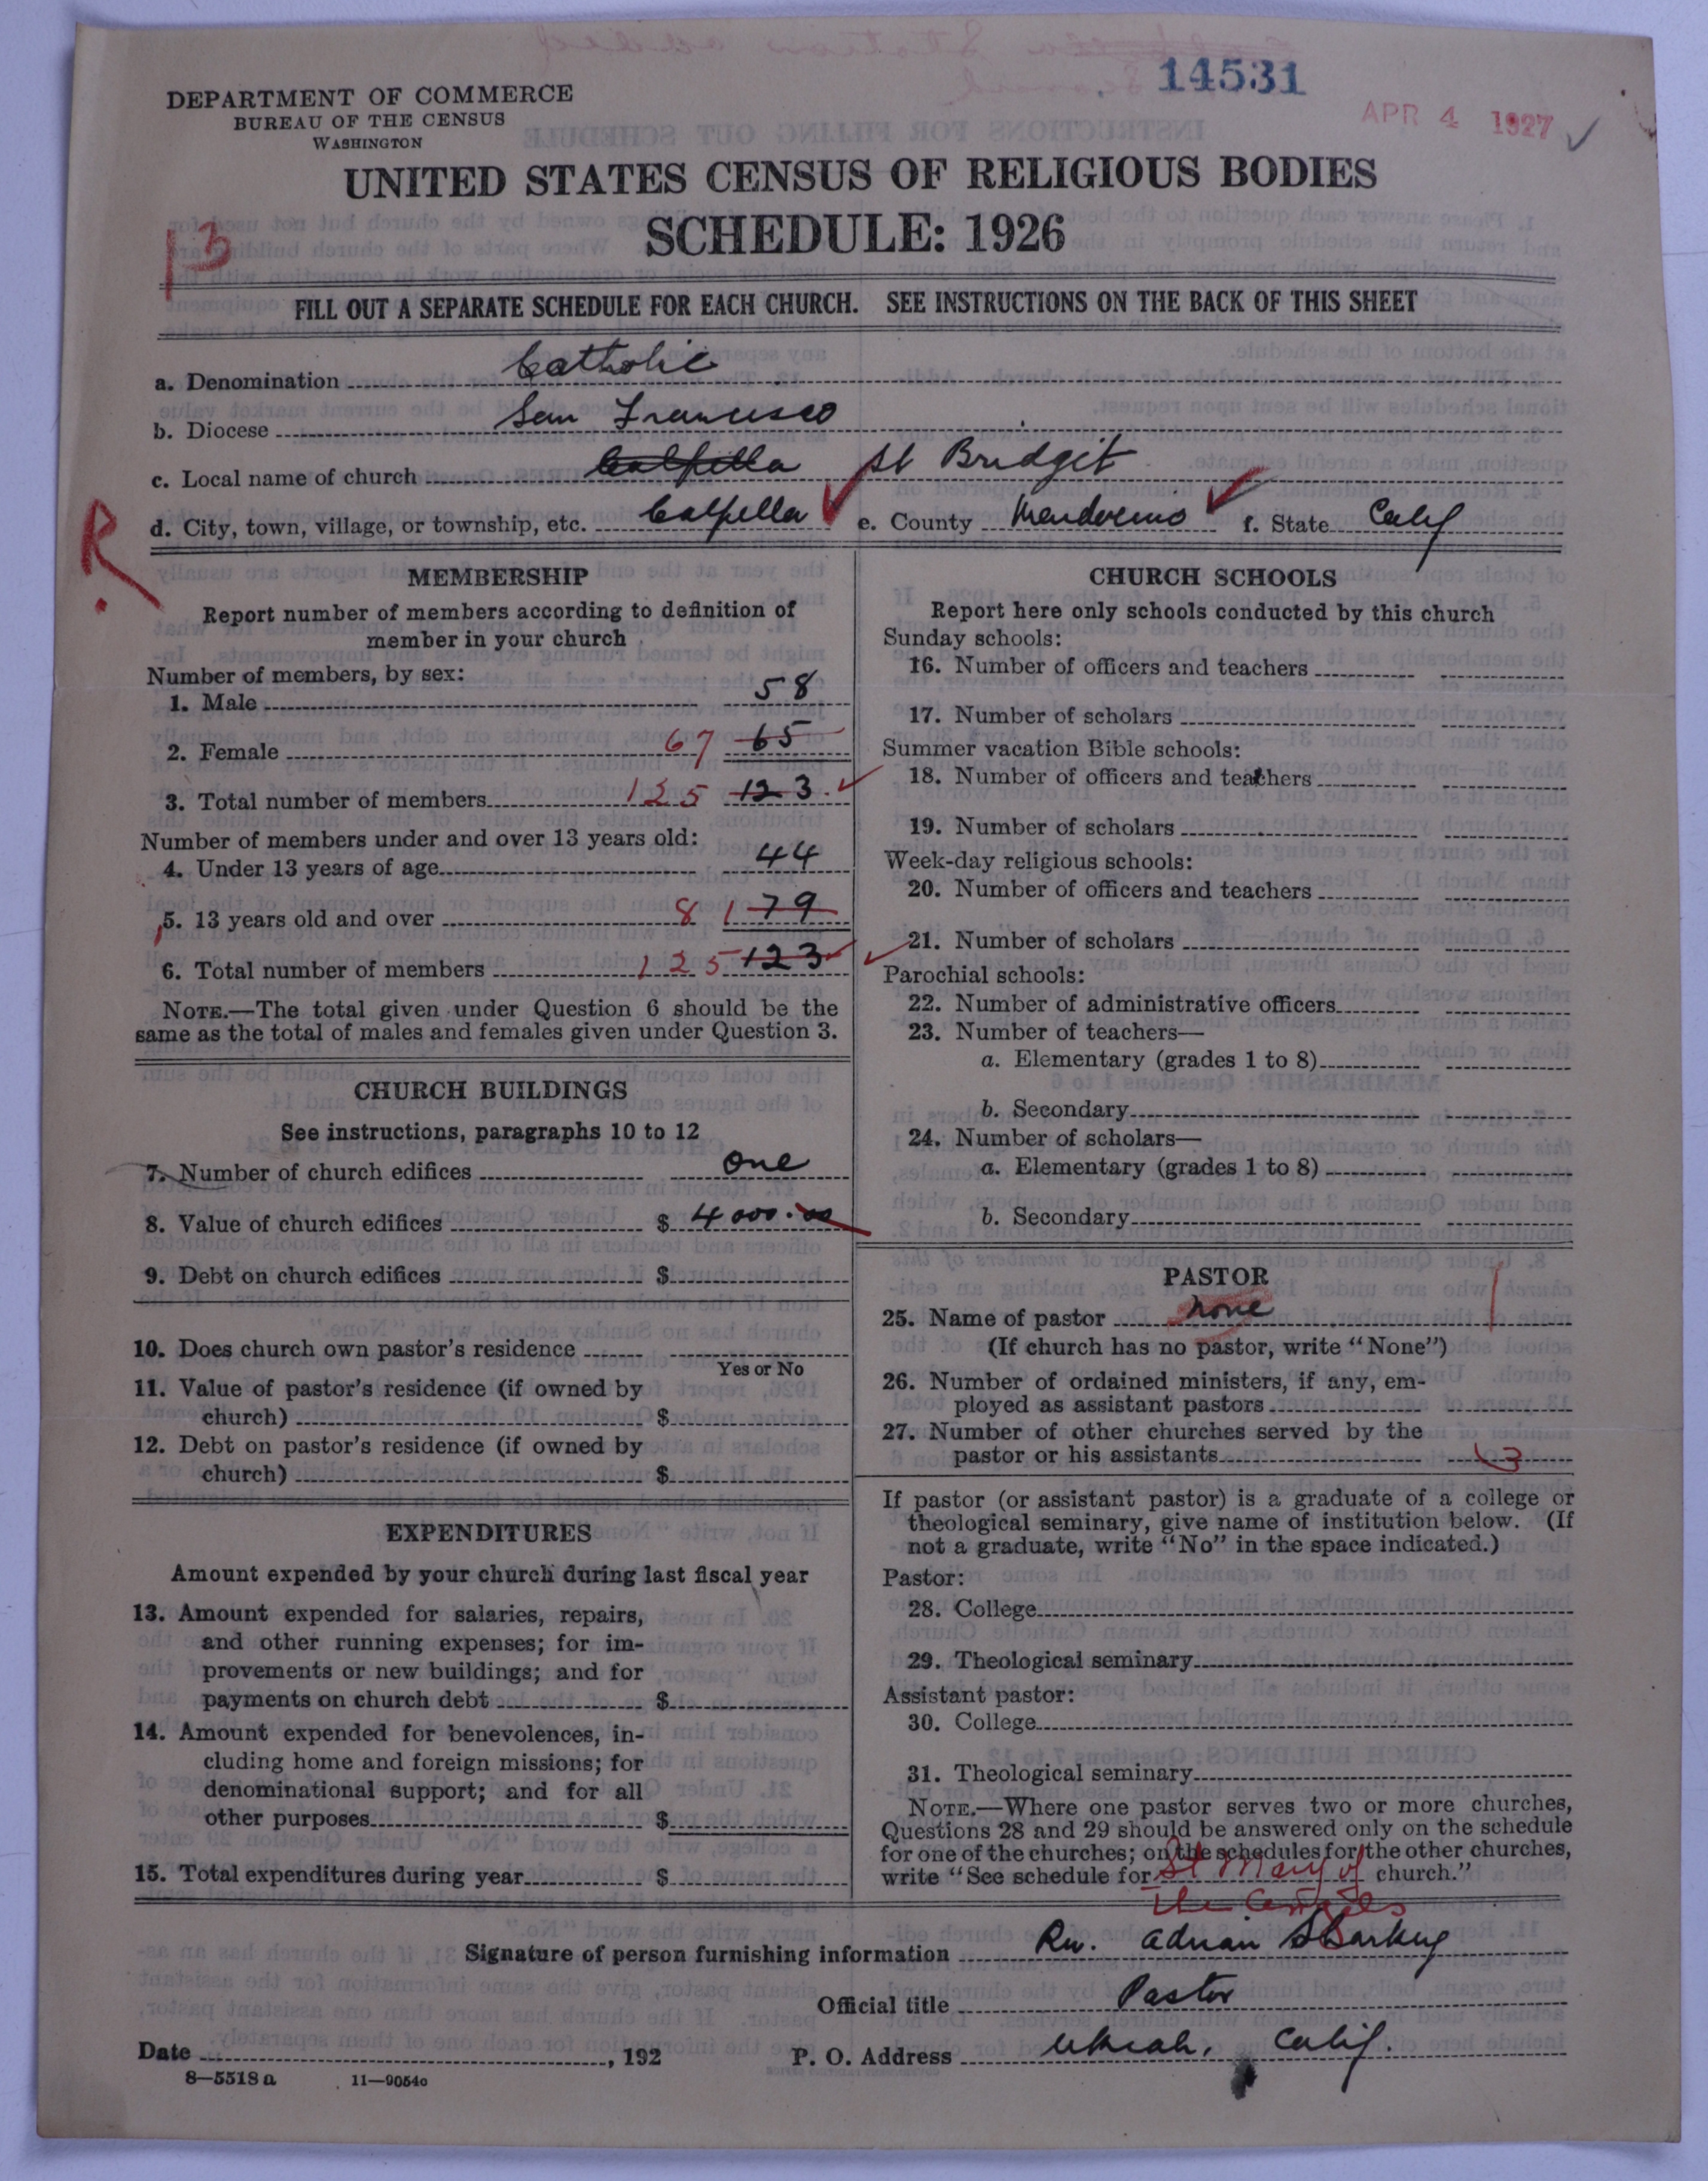 14531
APR 4 1927
DEPARTMENT OF COMMERCE
BUREAU OF THE CENSUS
WASHINGTON
UNITED STATES CENSUS OF RELIGIOUS BODIES
SCHEDULE: 1926
13
FILL OUT A SEPARATE SCHEDULE FOR EACH CHURCH. SEE INSTRUCTIONS ON THE BACK OF THIS SHEET
a. Denomination Catholic
b. Diocese San Francisco
c. Local name of church Calpella St Bridget
R
d. City, town, village, or township, etc. Calpella e. County Mendocino f. State Calif
MEMBERSHIP
Report number of members according to definition of
member in your church
Number of members, by sex:
1. Male 58
2. Female 67 65
3. Total number of members 125 123
Number of members under and over 13 years old:
4. Under 13 years of age 44
5. 13 years old and over 81 79
6. Total number of members 125 123
NOTE.—The total given under Question 6 should be the
same as the total of males and females given under Question 3.
CHURCH BUILDINGS
See instructions, paragraphs 10 to 12
7. Number of church edifices one
8. Value of church edifices $ 4000.00
9. Debt on church edifices $
10. Does church own pastor's residence
Yes or No
11. Value of pastor's residence (if owned by
church) $
12. Debt on pastor's residence (if owned by
church) $
EXPENDITURES
Amount expended by your church during last fiscal year
13. Amount expended for salaries, repairs,
and other running expenses; for im-
provements or new buildings; and for
payments on church debt $
14. Amount expended for benevolences, in-
cluding home and foreign missions; for
denominational support; and for all
other purposes $
15. Total expenditures during year $
CHURCH SCHOOLS
Report here only schools conducted by this church
Sunday schools:
16. Number of officers and teachers
17. Number of scholars
Summer vacation Bible schools:
18. Number of officers and teachers
19. Number of scholars
Week-day religious schools:
20. Number of officers and teachers
21. Number of scholars
Parochial schools:
22. Number of administrative officers
23. Number of teachers—
a. Elementary (grades 1 to 8)
b. Secondary
24. Number of scholars—
a. Elementary (grades 1 to 8)
b. Secondary
PASTOR
25. Name of pastor none
(If church has no pastor, write "None")
26. Number of ordained ministers, if any, em-
ployed as assistant pastors
27. Number of other churches served by the
pastor or his assistants 3
If pastor (or assistant pastor) is a graduate of a college or
theological seminary, give name of institution below. (If
not a graduate, write "No" in the space indicated.)
Pastor:
28. College
29. Theological seminary
Assistant pastor:
30. College
31. Theological seminary
NOTE.—Where one pastor serves two or more churches,
Questions 28 and 29 should be answered only on the schedule
for one of the churches; on the schedules for the other churches,
write "See schedule for St Mary of church."
the Angels
Signature of person furnishing information Rev. Adrian Sharkey
Official title Pastor
Date , 192 P. O. Address Ukiah, Calif.
8—5518 a 11—9054c